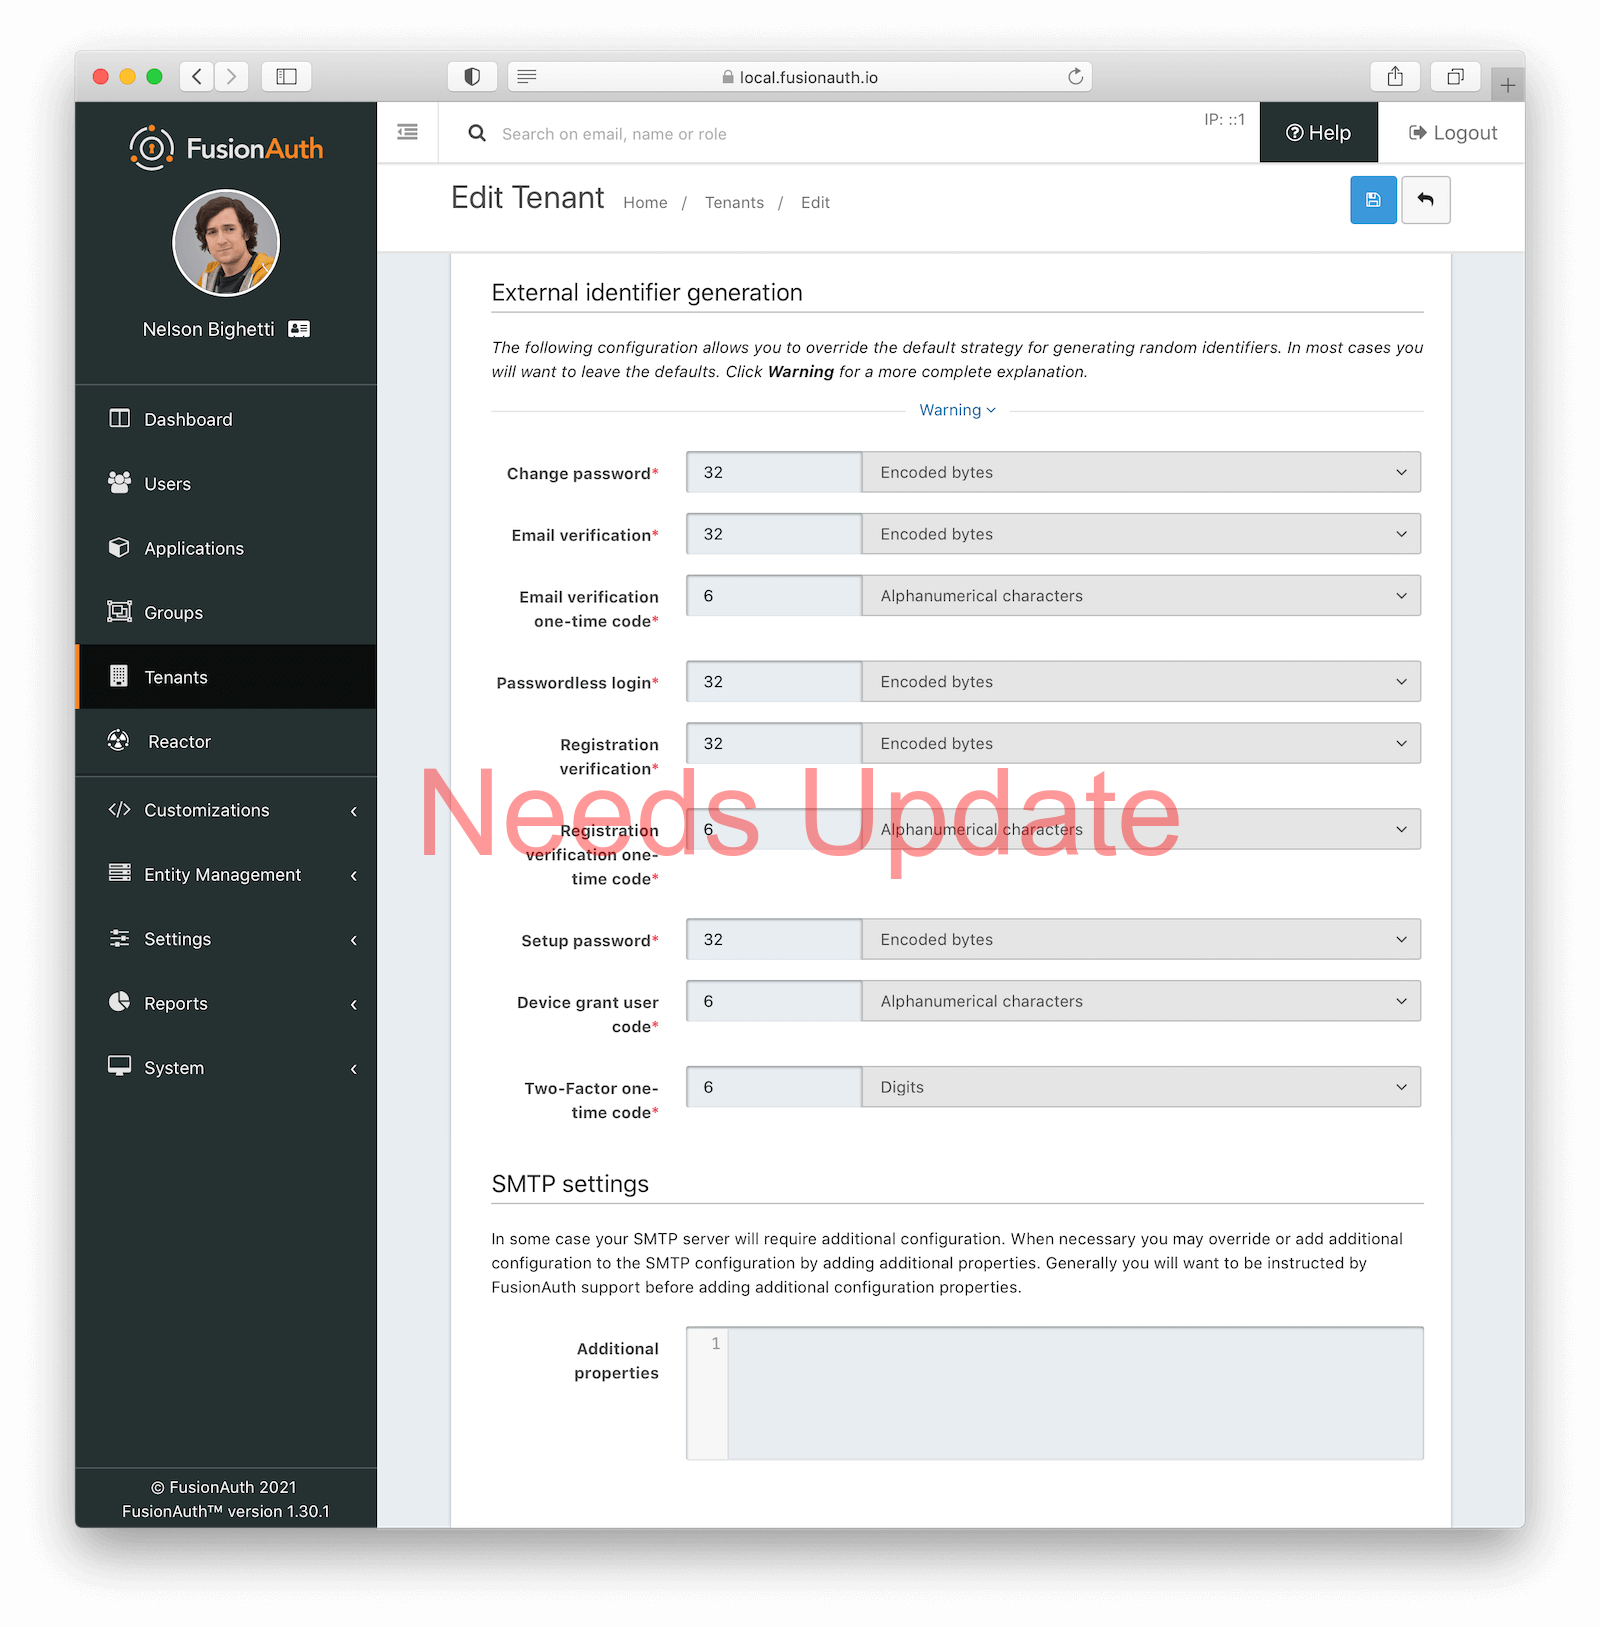 local.fusionauth.io
FusionAuth
Nelson Bighetti
Dashboard
Users
Applications
Groups
Tenants
Reactor
Customizations
Entity Management
Settings
Reports
System
© FusionAuth 2021
FusionAuth™ version 1.30.1
Search on email, name or role
IP: ::1
Help
Logout
Edit Tenant
Home / Tenants / Edit
External identifier generation
The following configuration allows you to override the default strategy for generating random identifiers. In most cases you
will want to leave the defaults. Click Warning for a more complete explanation.
Warning
Change password* 32 Encoded bytes
Email verification* 32 Encoded bytes
Email verification 6 Alphanumerical characters
one-time code*
Passwordless login* 32 Encoded bytes
Registration 32 Encoded bytes
verification*
Needs Update
Registration 6 Alphanumerical characters
verification one-
time code*
Setup password* 32 Encoded bytes
Device grant user 6 Alphanumerical characters
code*
Two-Factor one- 6 Digits
time code*
SMTP settings
In some case your SMTP server will require additional configuration. When necessary you may override or add additional
configuration to the SMTP configuration by adding additional properties. Generally you will want to be instructed by
FusionAuth support before adding additional configuration properties.
Additional 1
properties